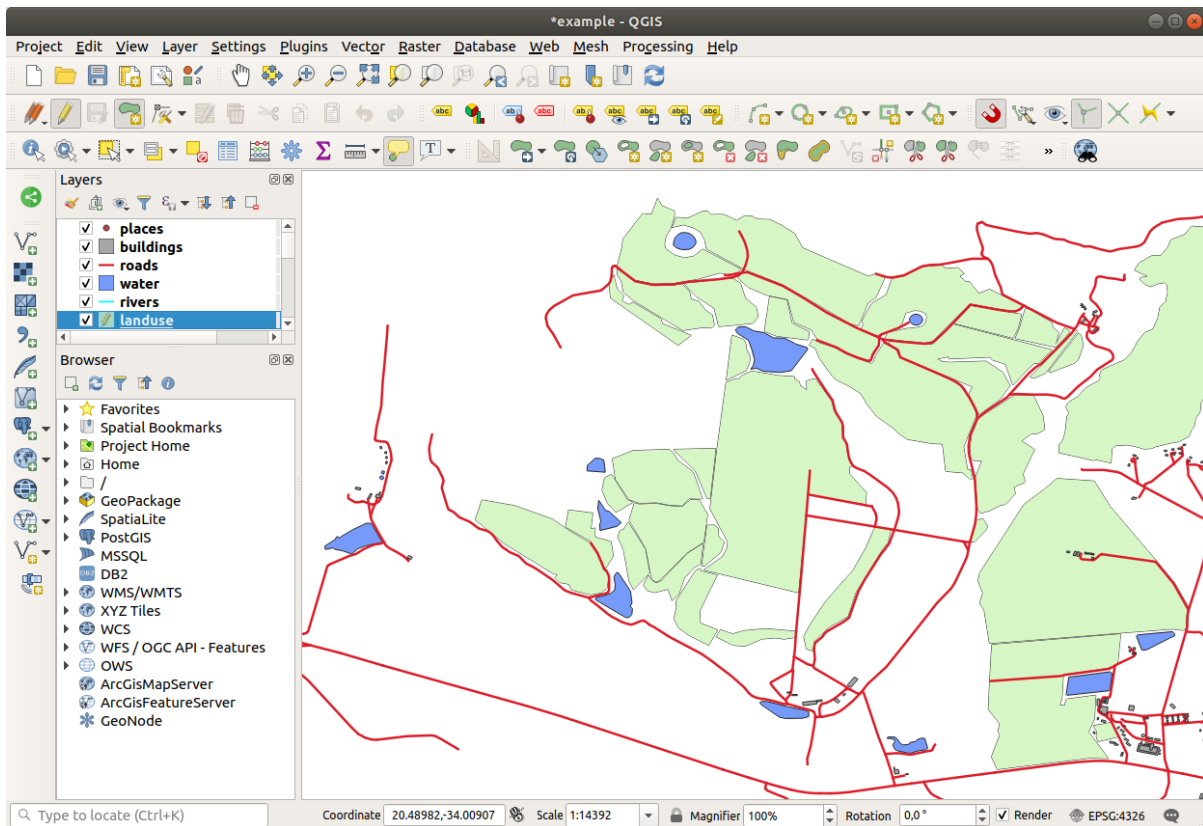 *example - QGIS
Project Edit View Layer Settings Plugins Vector Raster Database Web Mesh Processing Help
Layers
places
buildings
roads
water
rivers
landuse
Browser
Favorites
Spatial Bookmarks
Project Home
Home
/
GeoPackage
SpatiaLite
PostGIS
MSSQL
DB2
WMS/WMTS
XYZ Tiles
WCS
WFS / OGC API - Features
OWS
ArcGisMapServer
ArcGisFeatureServer
GeoNode
Type to locate (Ctrl+K) Coordinate 20.48982,-34.00907 Scale 1:14392 Magnifier 100% Rotation 0,0° Render EPSG:4326